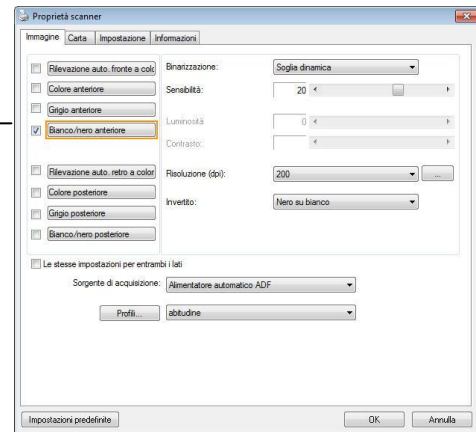 Proprietà scanner
Immagine Carta Impostazione Informazioni
Rilevazione auto. fronte a colo
Binarizzazione: Soglia dinamica
Colore anteriore
Sensibilità: 20
Grigio anteriore
Luminosità 0
Bianco/nero anteriore
Contrasto:
Rilevazione auto. retro a color
Risoluzione (dpi): 200 ...
Colore posteriore
Invertito: Nero su bianco
Grigio posteriore
Bianco/nero posteriore
Le stesse impostazioni per entrambi i lati
Sorgente di acquisizione: Alimentatore automatico ADF
Profili... abitudine
Impostazioni predefinite OK Annulla